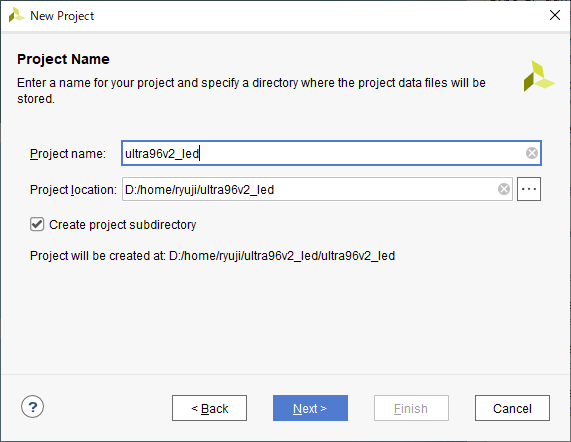 New Project
Project Name
Enter a name for your project and specify a directory where the project data files will be
stored.
Project name: ultra96v2_led
Project location: D:/home/ryuji/ultra96v2_led ...
Create project subdirectory
Project will be created at: D:/home/ryuji/ultra96v2_led/ultra96v2_led
? < Back Next > Finish Cancel